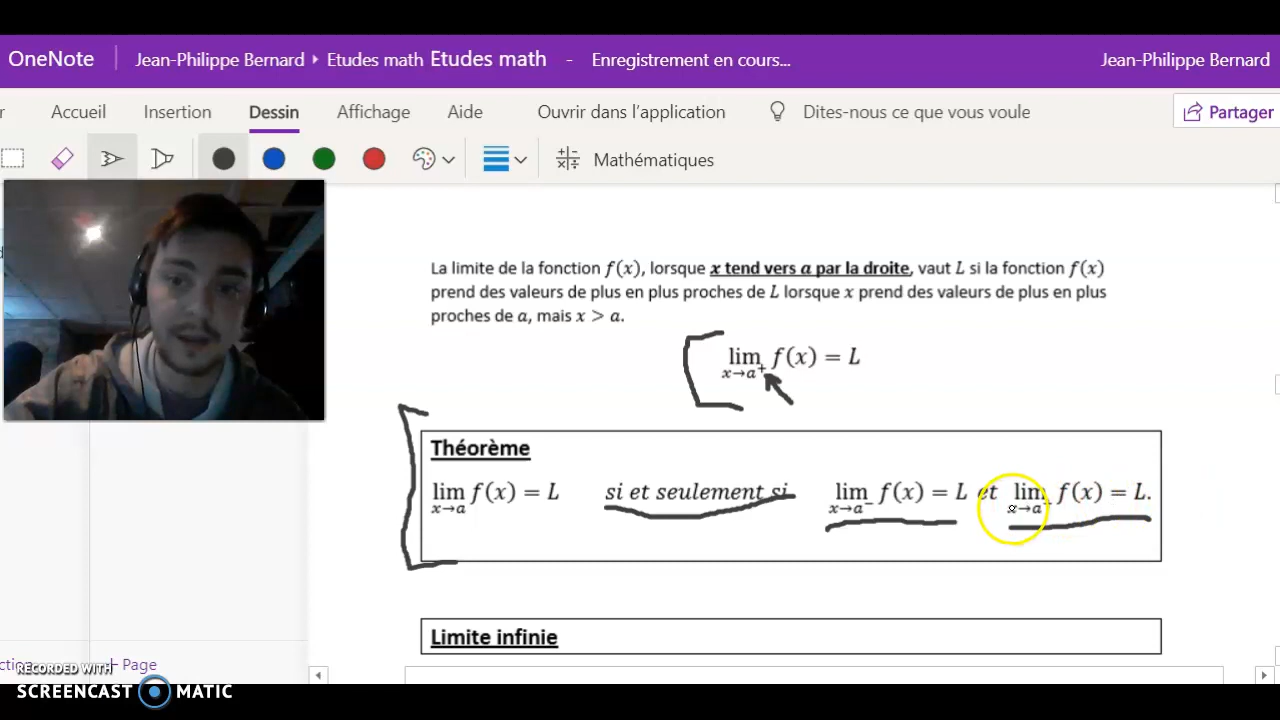 OneNote Jean-Philippe Bernard ▸ Etudes math Etudes math - Enregistrement en cours... Jean-Philippe Bernard
r Accueil Insertion Dessin Affichage Aide Ouvrir dans l'application Dites-nous ce que vous voule Partager
Mathématiques
La limite de la fonction f(x), lorsque x tend vers a par la droite, vaut L si la fonction f(x)
prend des valeurs de plus en plus proches de L lorsque x prend des valeurs de plus en plus
proches de a, mais x > a.
lim f(x) = L
x→a⁺
Théorème
lim f(x) = L si et seulement si lim f(x) = L et lim f(x) = L.
x→a x→a⁻ x→a⁻
Limite infinie
ction + Page
RECORDED WITH
SCREENCAST MATIC